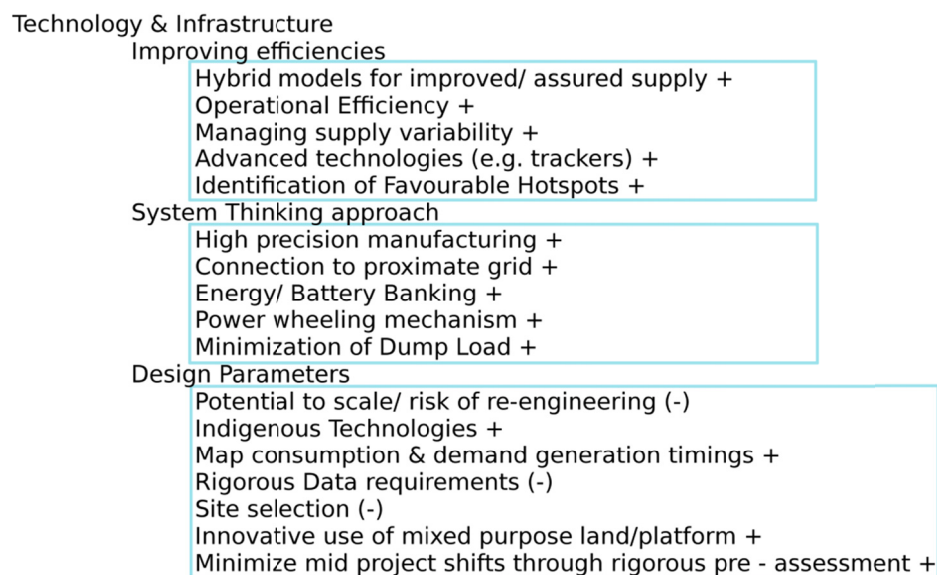 Technology & Infrastructure
Improving efficiencies
Hybrid models for improved/ assured supply +
Operational Efficiency +
Managing supply variability +
Advanced technologies (e.g. trackers) +
Identification of Favourable Hotspots +
System Thinking approach
High precision manufacturing +
Connection to proximate grid +
Energy/ Battery Banking +
Power wheeling mechanism +
Minimization of Dump Load +
Design Parameters
Potential to scale/ risk of re-engineering (-)
Indigenous Technologies +
Map consumption & demand generation timings +
Rigorous Data requirements (-)
Site selection (-)
Innovative use of mixed purpose land/platform +
Minimize mid project shifts through rigorous pre - assessment +